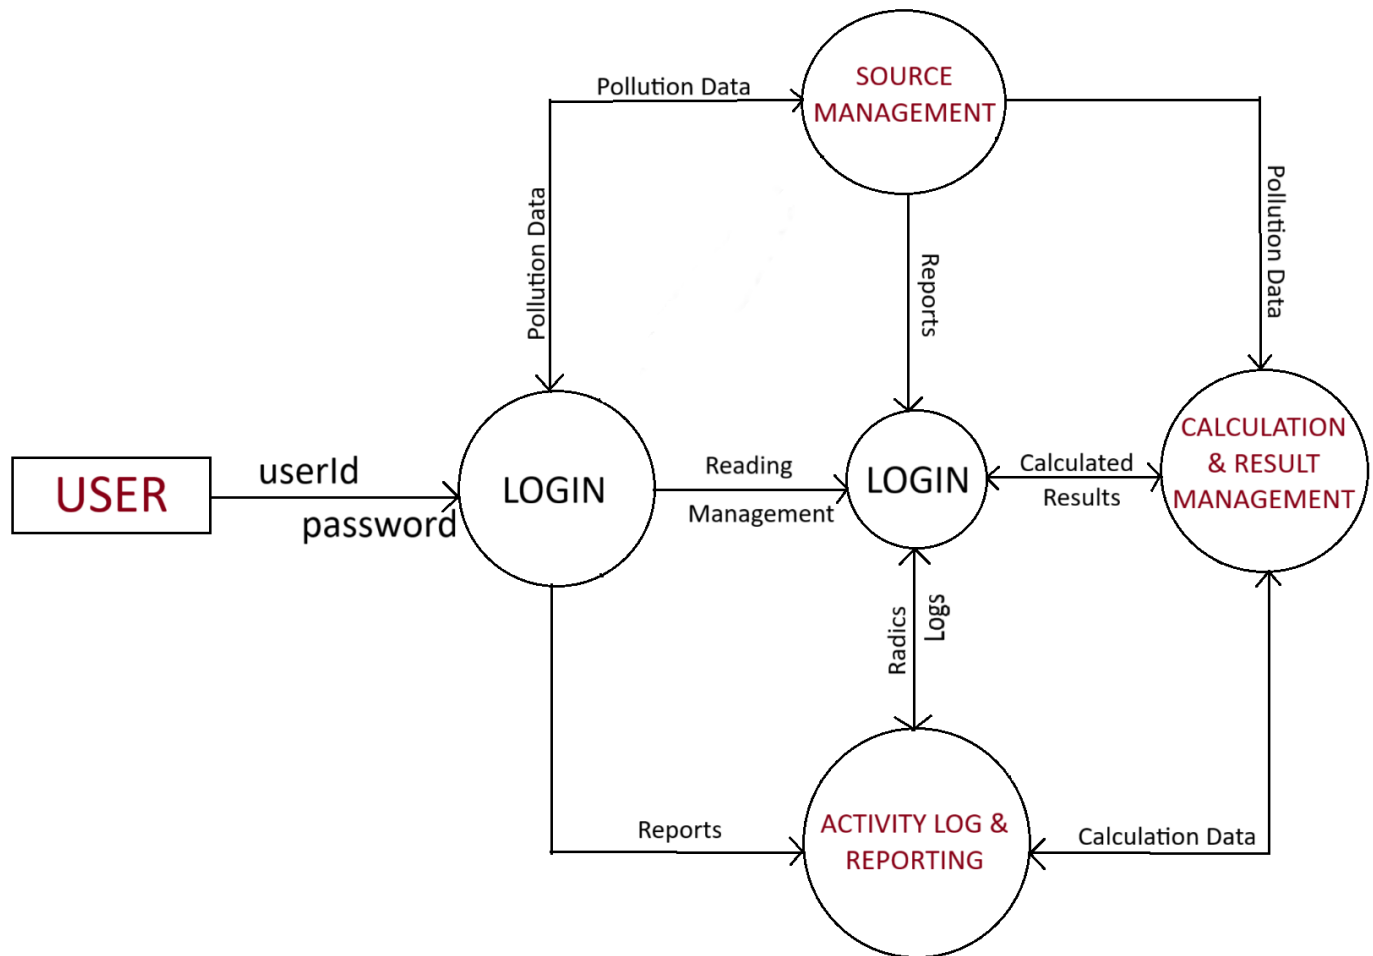 Pollution Data
SOURCE
MANAGEMENT
Pollution Data
Pollution Data
Reports
USER
userId
password
LOGIN
Reading
Management
LOGIN
Calculated
Results
CALCULATION
& RESULT
MANAGEMENT
Radics
Logs
Reports
ACTIVITY LOG &
REPORTING
Calculation Data